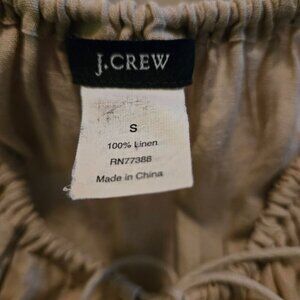 J.CREW
S
100% Linen
RN77388
Made in China